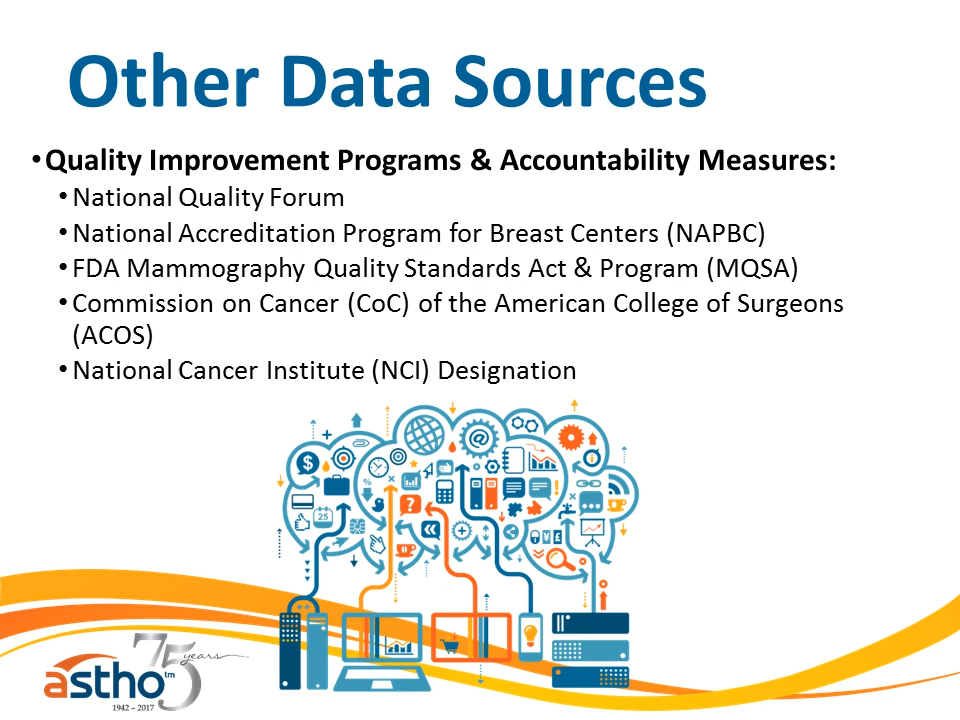 Other Data Sources
•Quality Improvement Programs & Accountability Measures:
•National Quality Forum
•National Accreditation Program for Breast Centers (NAPBC)
•FDA Mammography Quality Standards Act & Program (MQSA)
•Commission on Cancer (CoC) of the American College of Surgeons
(ACOS)
•National Cancer Institute (NCI) Designation
$
@
%
?
25
75 years
astho™
1942 – 2017